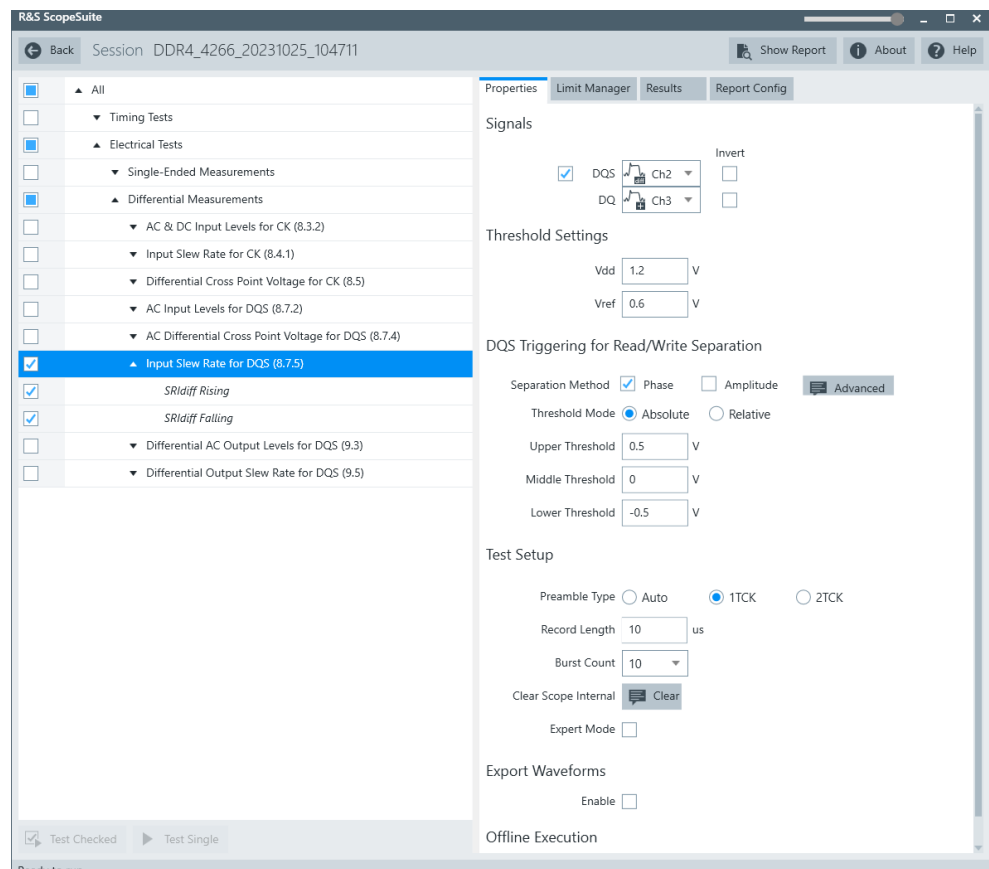 R&S ScopeSuite
Back Session DDR4_4266_20231025_104711 Show Report About Help
All
Timing Tests
Electrical Tests
Single-Ended Measurements
Differential Measurements
AC & DC Input Levels for CK (8.3.2)
Input Slew Rate for CK (8.4.1)
Differential Cross Point Voltage for CK (8.5)
AC Input Levels for DQS (8.7.2)
AC Differential Cross Point Voltage for DQS (8.7.4)
Input Slew Rate for DQS (8.7.5)
SRIdiff Rising
SRIdiff Falling
Differential AC Output Levels for DQS (9.3)
Differential Output Slew Rate for DQS (9.5)
Test Checked Test Single
Properties Limit Manager Results Report Config
Signals
Invert
DQS Ch2
DQ Ch3
Threshold Settings
Vdd 1.2 V
Vref 0.6 V
DQS Triggering for Read/Write Separation
Separation Method Phase Amplitude Advanced
Threshold Mode Absolute Relative
Upper Threshold 0.5 V
Middle Threshold 0 V
Lower Threshold -0.5 V
Test Setup
Preamble Type Auto 1TCK 2TCK
Record Length 10 us
Burst Count 10
Clear Scope Internal Clear
Expert Mode
Export Waveforms
Enable
Offline Execution